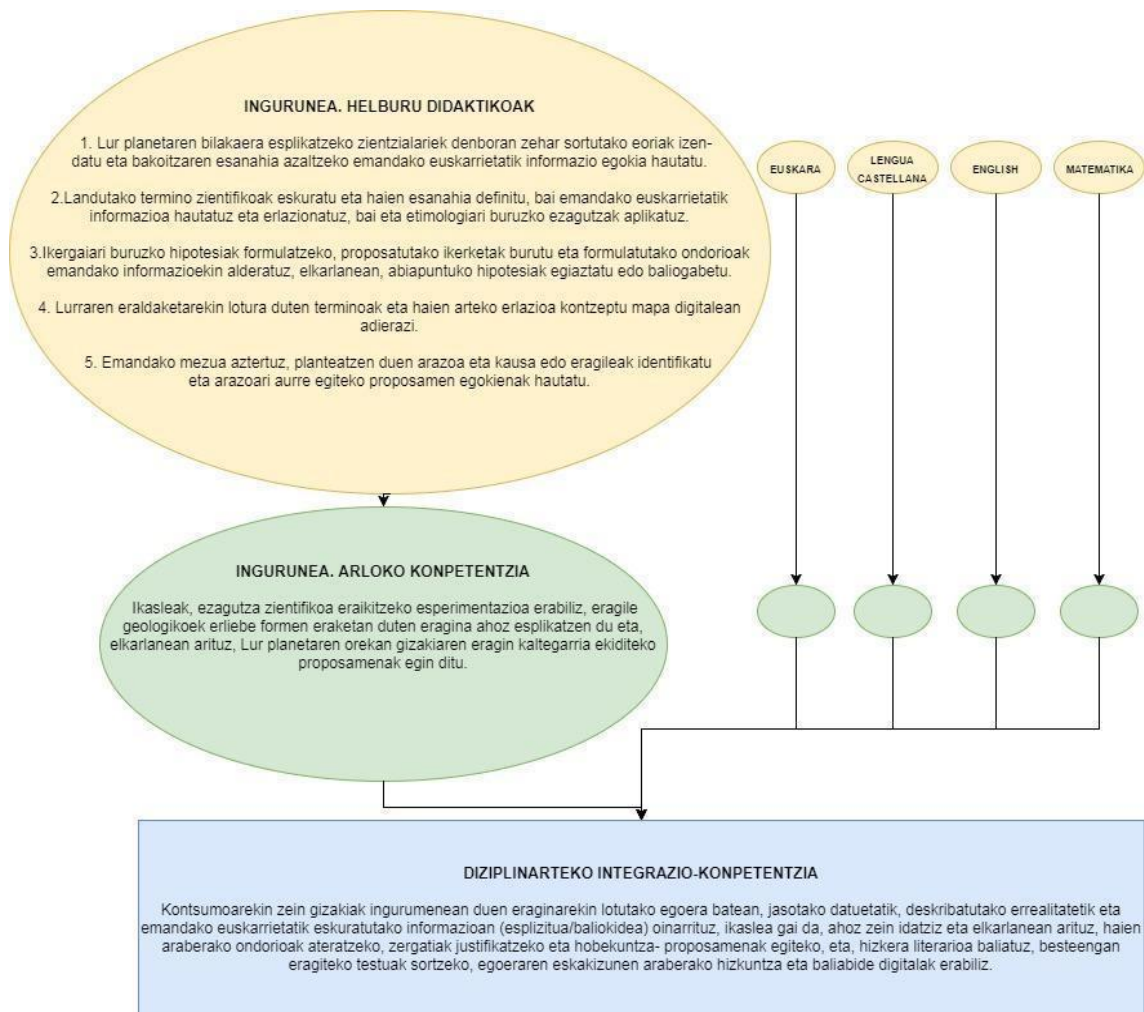 INGURUNEA. HELBURU DIDAKTIKOAK
1. Lur planetaren bilakaera esplikatzeko zientzialariek denboran zehar sortutako eoriak izen-
datu eta bakoitzaren esanahia azaltzeko emandako euskarrietatik informazio egokia hautatu.
2.Landutako termino zientifikoak eskuratu eta haien esanahia definitu, bai emandako euskarrietatik
informazioa hautatuz eta erlazionatuz, bai eta etimologiari buruzko ezagutzak aplikatuz.
3.Ikergaiari buruzko hipotesiak formulatzeko, proposatutako ikerketak burutu eta formulatutako ondorioak
emandako informazioekin alderatuz, elkarlanean, abiapuntuko hipotesiak egiaztatu edo baliogabetu.
4. Lurraren eraldaketarekin lotura duten terminoak eta haien arteko erlazioa kontzeptu mapa digitalean
adierazi.
5. Emandako mezua aztertuz, planteatzen duen arazoa eta kausa edo eragileak identifikatu
eta arazoari aurre egiteko proposamen egokienak hautatu.
EUSKARA
LENGUA
CASTELLANA
ENGLISH
MATEMATIKA
INGURUNEA. ARLOKO KONPETENTZIA
Ikasleak, ezagutza zientifikoa eraikitzeko esperimentazioa erabiliz, eragile
geologikoek erliebe formen eraketan duten eragina ahoz esplikatzen du eta,
elkarlanean arituz, Lur planetaren orekan gizakiaren eragin kaltegarria ekiditeko
proposamenak egin ditu.
DIZIPLINARTEKO INTEGRAZIO-KONPETENTZIA
Kontsumoarekin zein gizakiak ingurumenean duen eraginarekin lotutako egoera batean, jasotako datuetatik, deskribatutako errealitatetik eta
emandako euskarrietatik eskuratutako informazioan (esplizitua/baliokidea) oinarrituz, ikaslea gai da, ahoz zein idatziz eta elkarlanean arituz, haien
araberako ondorioak ateratzeko, zergatiak justifikatzeko eta hobekuntza- proposamenak egiteko, eta, hizkera literarioa baliatuz, besteengan
eragiteko testuak sortzeko, egoeraren eskakizunen araberako hizkuntza eta baliabide digitalak erabiliz.